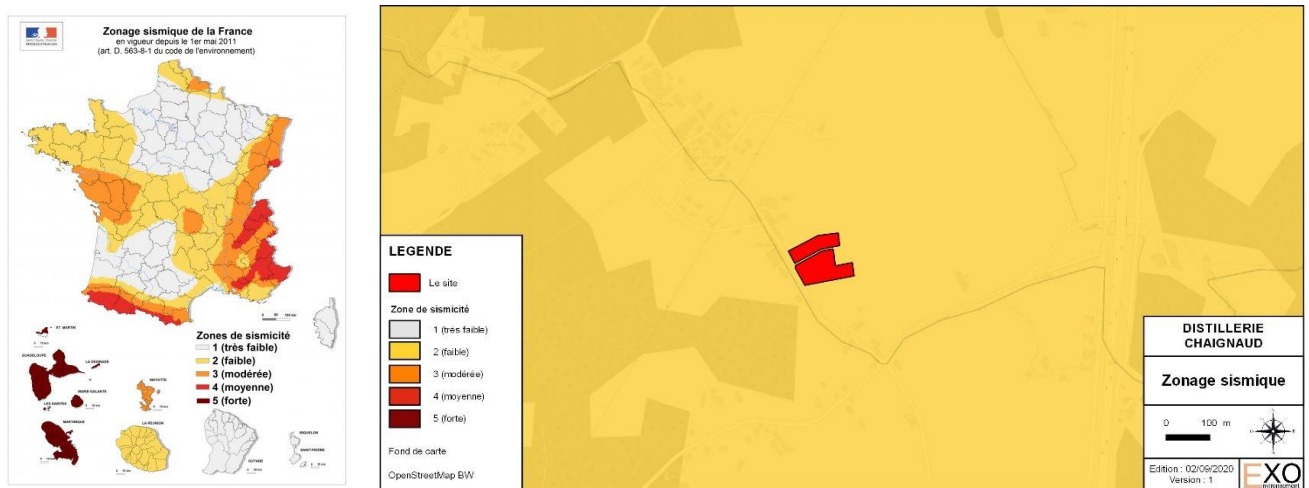 Zonage sismique de la France
en vigueur depuis le 1er mai 2011
(art. D. 563-8-1 du code de l'environnement)
ST. MARTIN
GUADELOUPE
LA DESIRADE
MARIE-GALANTE
LES SAINTES
MARTINIQUE
MAYOTTE
LA REUNION
GUYANE
MIQUELON
SAINT-PIERRE
Zones de sismicité
1 (très faible)
2 (faible)
3 (modérée)
4 (moyenne)
5 (forte)
LEGENDE
Le site
Zone de sismicité
1 (très faible)
2 (faible)
3 (modérée)
4 (moyenne)
5 (forte)
Fond de carte
OpenStreetMap BW
DISTILLERIE
CHAIGNAUD
Zonage sismique
0 100 m
Edition : 02/09/2020
Version : 1
EXO
environnement